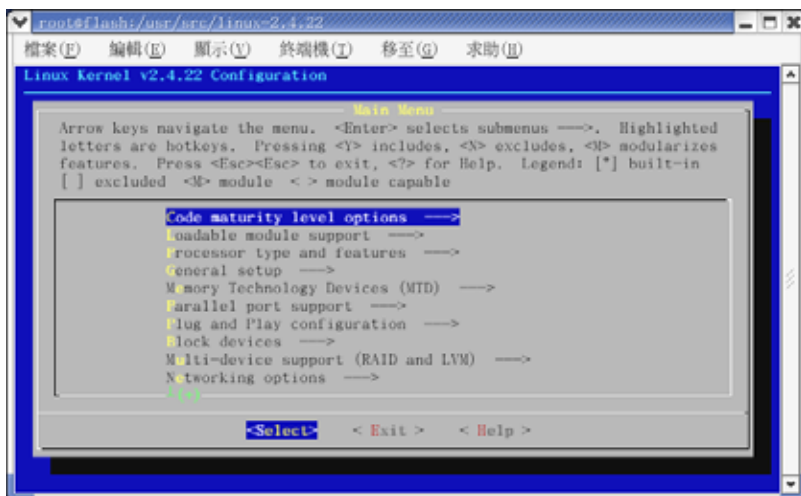 root@flash:/usr/src/linux-2.4.22
檔案(F) 編輯(E) 顯示(V) 終端機(T) 移至(G) 求助(H)
Linux Kernel v2.4.22 Configuration
Main Menu
Arrow keys navigate the menu. <Enter> selects submenus --->. Highlighted
letters are hotkeys. Pressing <Y> includes, <N> excludes, <M> modularizes
features. Press <Esc><Esc> to exit, <?> for Help. Legend: [*] built-in
[ ] excluded <M> module < > module capable
Code maturity level options --->
Loadable module support --->
Processor type and features --->
General setup --->
Memory Technology Devices (MTD) --->
Parallel port support --->
Plug and Play configuration --->
Block devices --->
Multi-device support (RAID and LVM) --->
Networking options --->
<Select> < Exit > < Help >